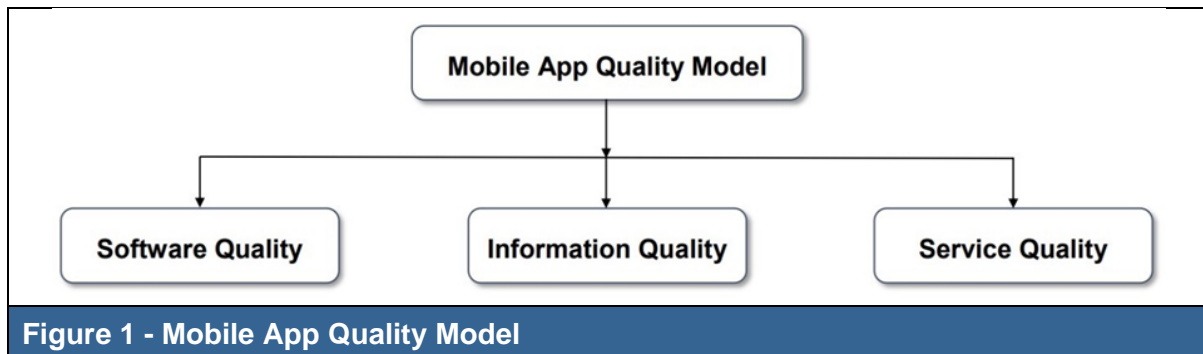 Mobile App Quality Model
Software Quality
Information Quality
Service Quality
Figure 1 - Mobile App Quality Model